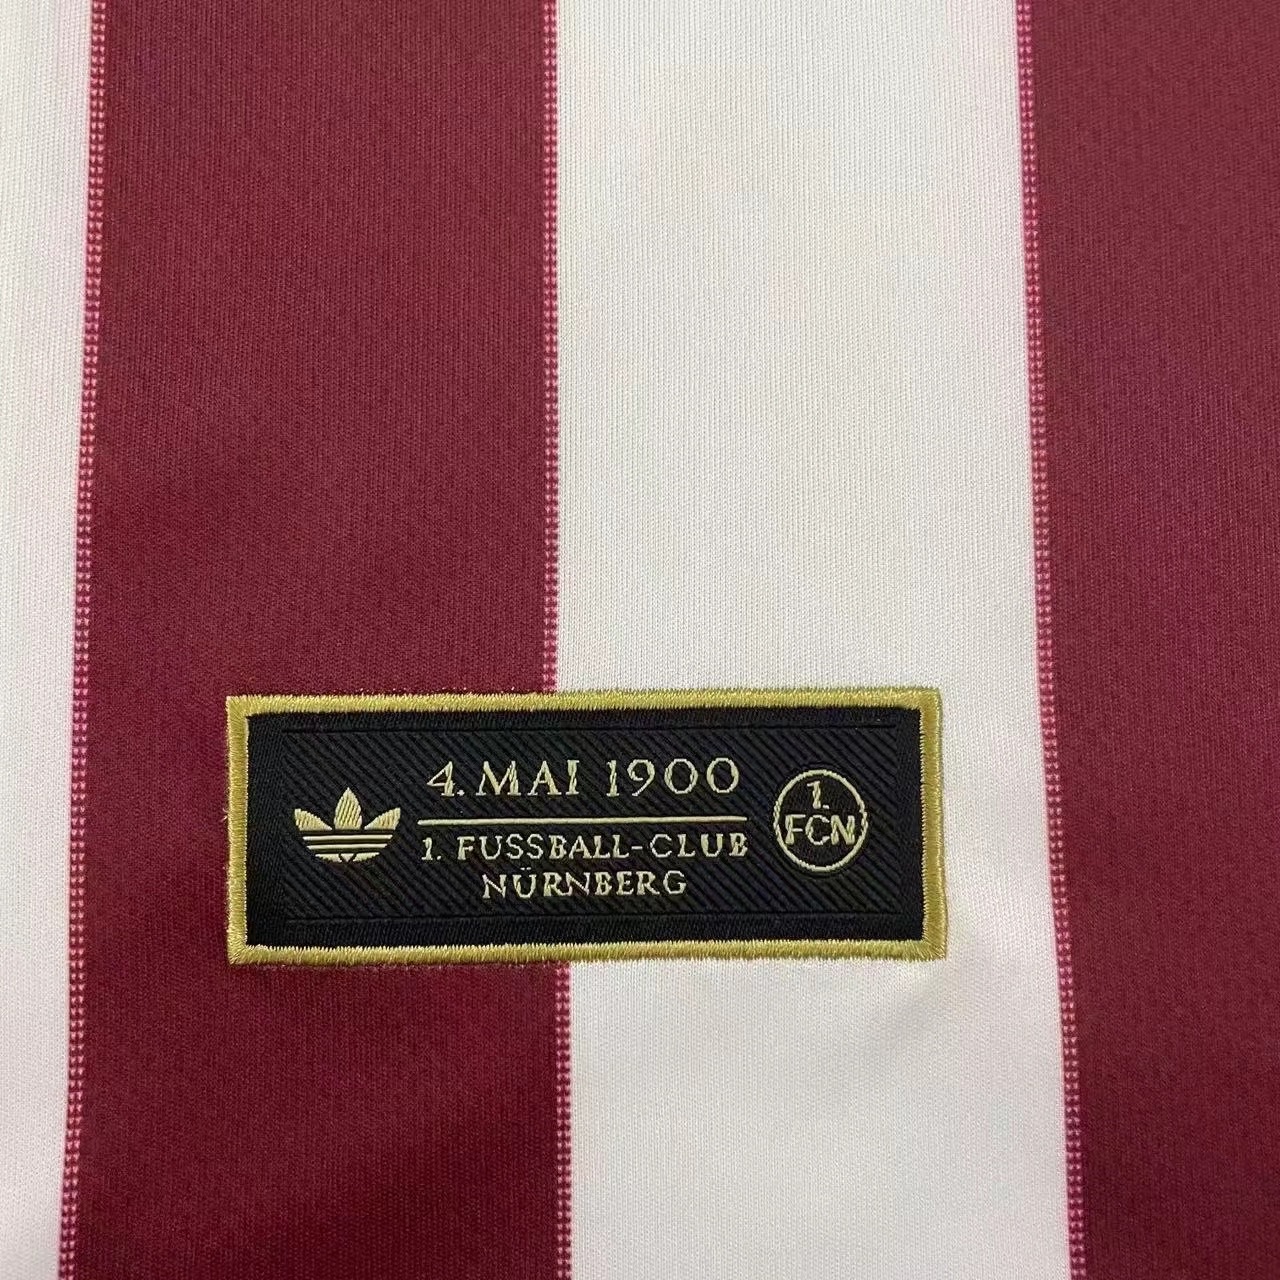 4. MAI 1900
1. FUSSBALL-CLUB
NÜRNBERG
1.
FCN